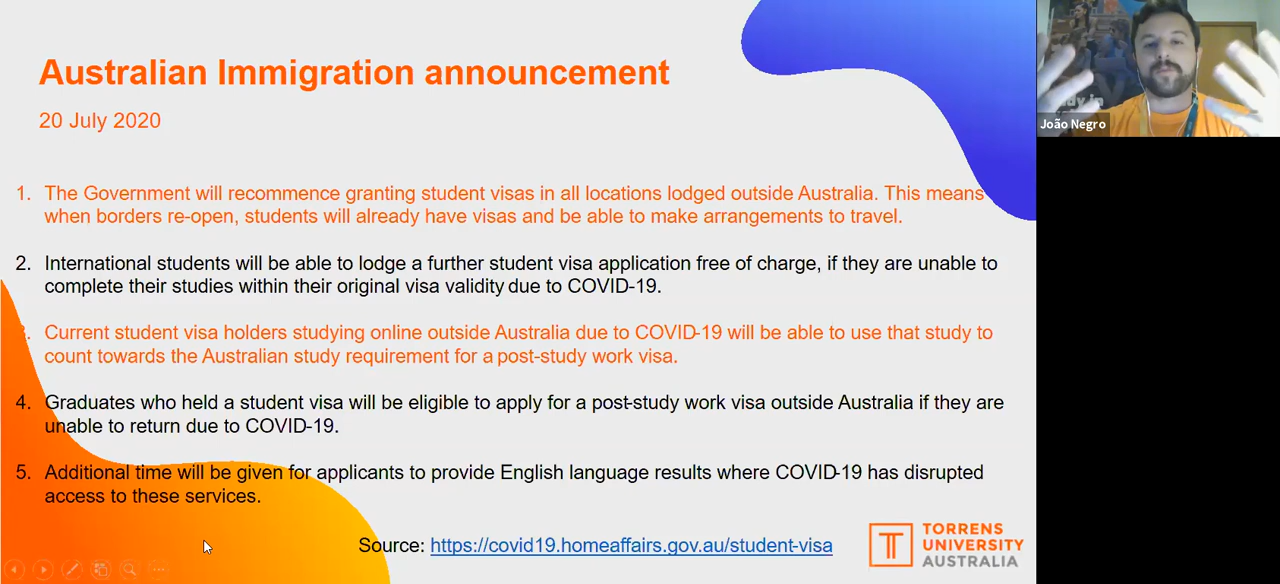 Australian Immigration announcement
20 July 2020
1. The Government will recommence granting student visas in all locations lodged outside Australia. This means
when borders re-open, students will already have visas and be able to make arrangements to travel.
2. International students will be able to lodge a further student visa application free of charge, if they are unable to
complete their studies within their original visa validity due to COVID-19.
Current student visa holders studying online outside Australia due to COVID-19 will be able to use that study to
count towards the Australian study requirement for a post-study work visa.
4. Graduates who held a student visa will be eligible to apply for a post-study work visa outside Australia if they are
unable to return due to COVID-19.
5. Additional time will be given for applicants to provide English language results where COVID-19 has disrupted
access to these services.
Source: https://covid19.homeaffairs.gov.au/student-visa
TORRENS
UNIVERSITY
AUSTRALIA
João Negro